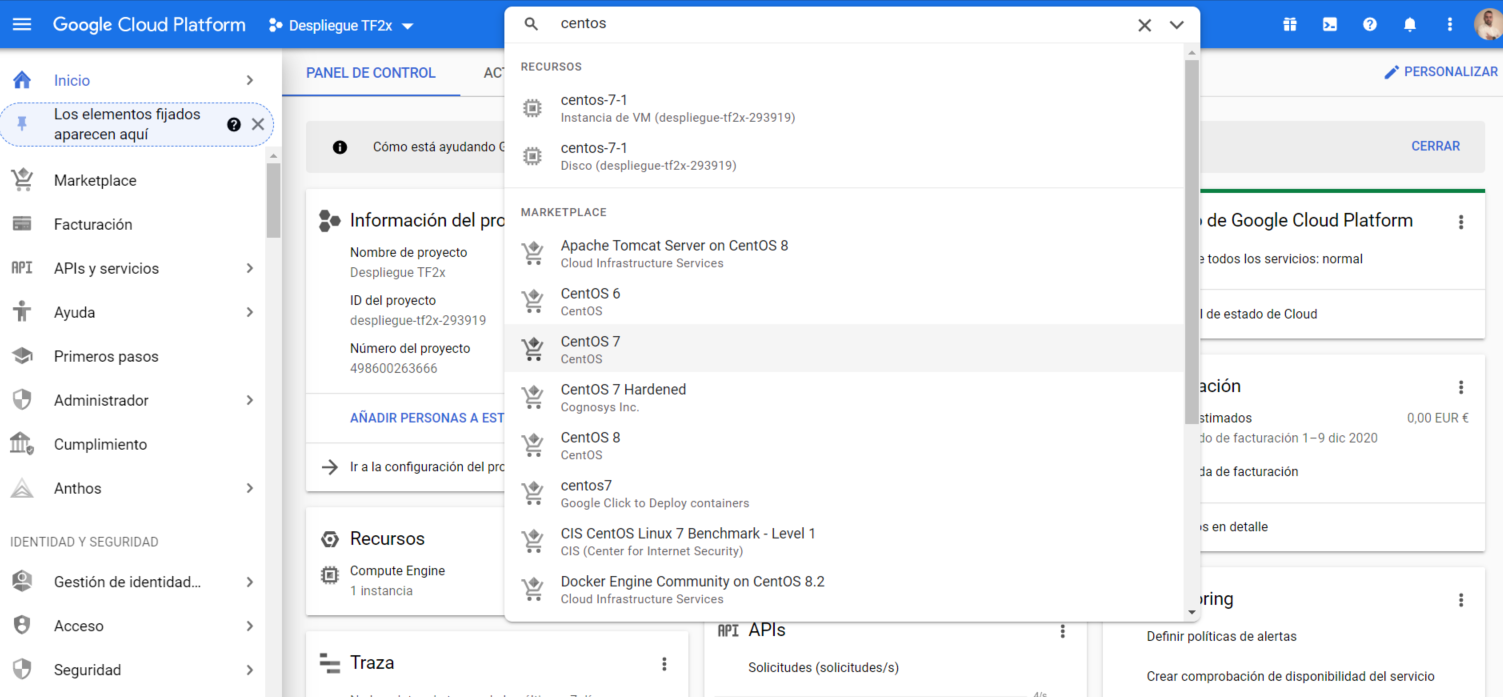 Google Cloud Platform
Despliegue TF2x
centos
Inicio
Los elementos fijados
aparecen aquí
Marketplace
Facturación
API
APIs y servicios
Ayuda
Primeros pasos
Administrador
Cumplimiento
Anthos
IDENTIDAD Y SEGURIDAD
Gestión de identidad...
Acceso
Seguridad
PANEL DE CONTROL
ACT
PERSONALIZAR
Cómo está ayudando G
CERRAR
Información del pro
Nombre de proyecto
Despliegue TF2x
ID del proyecto
despliegue-tf2x-293919
Número del proyecto
498600263666
AÑADIR PERSONAS A EST
Ir a la configuración del pro
Recursos
Compute Engine
1 instancia
Traza
RECURSOS
centos-7-1
Instancia de VM (despliegue-tf2x-293919)
centos-7-1
Disco (despliegue-tf2x-293919)
MARKETPLACE
Apache Tomcat Server on CentOS 8
Cloud Infrastructure Services
CentOS 6
CentOS
CentOS 7
CentOS
CentOS 7 Hardened
Cognosys Inc.
CentOS 8
CentOS
centos7
Google Click to Deploy containers
CIS CentOS Linux 7 Benchmark - Level 1
CIS (Center for Internet Security)
Docker Engine Community on CentOS 8.2
Cloud Infrastructure Services
API
APIs
Solicitudes (solicitudes/s)
4/s
de Google Cloud Platform
e todos los servicios: normal
l de estado de Cloud
ación
stimados
0,00 EUR €
do de facturación 1–9 dic 2020
da de facturación
s en detalle
oring
Definir políticas de alertas
Crear comprobación de disponibilidad del servicio